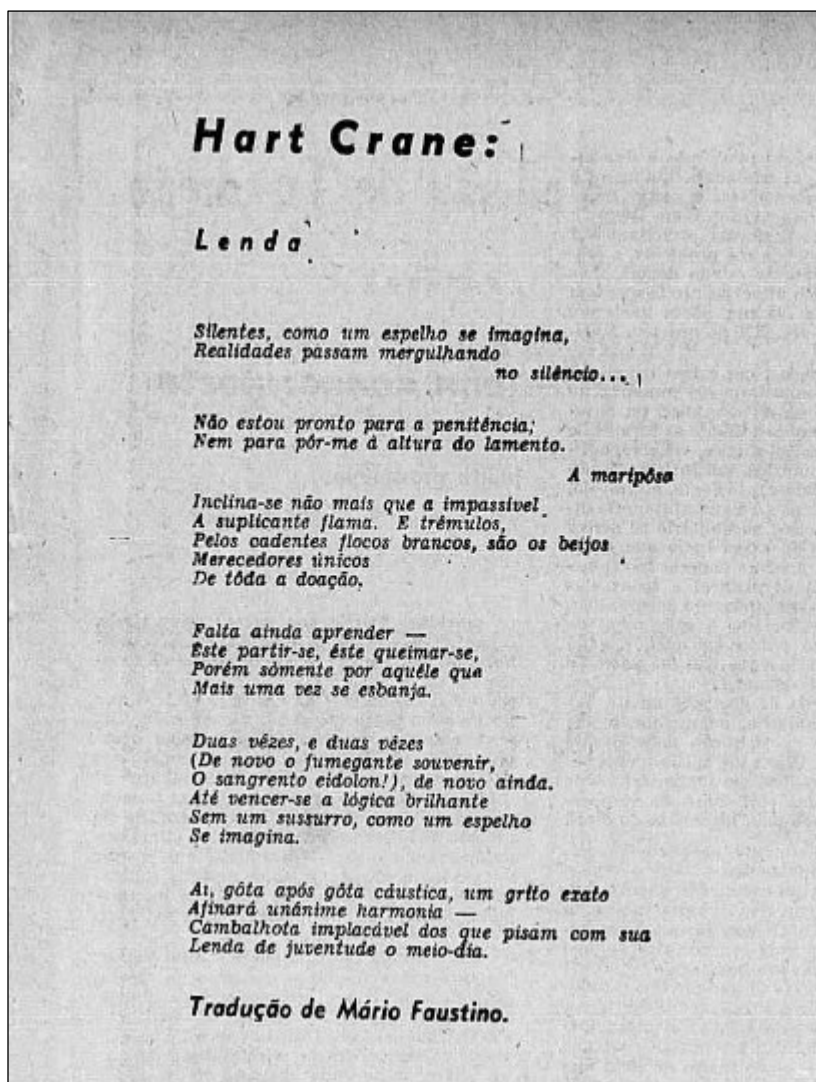 Hart Crane:
Lenda
Silentes, como um espelho se imagina,
Realidades passam mergulhando
no silêncio...
Não estou pronto para a penitência;
Nem para pôr-me à altura do lamento.
A maripôsa
Inclina-se não mais que a impassível
A suplicante flama. E trêmulos,
Pelos cadentes flocos brancos, são os beijos
Merecedores únicos
De tôda a doação.
Falta ainda aprender —
Êste partir-se, êste queimar-se,
Porém sòmente por aquêle que
Mais uma vez se esbanja.
Duas vêzes, e duas vêzes
(De novo o fumegante souvenir,
O sangrento eidolon!), de novo ainda.
Até vencer-se a lógica brilhante
Sem um sussurro, como um espelho
Se imagina.
Aí, gôta após gôta cáustica, um grito exato
Afinará unânime harmonia —
Cambalhota implacável dos que pisam com sua
Lenda de juventude o meio-dia.
Tradução de Mário Faustino.